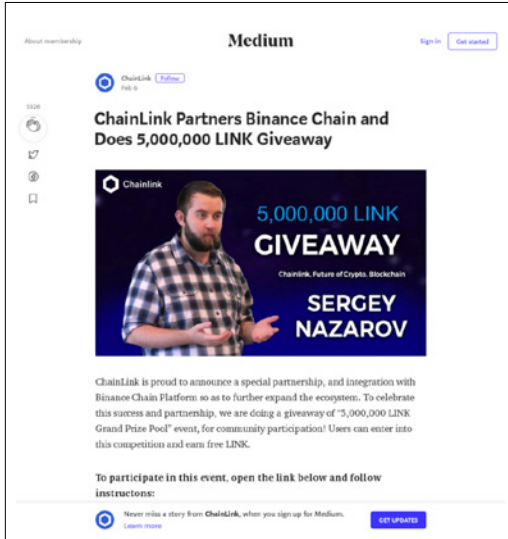 About membership
Medium
Sign in
Get started
ChainLink Follow
Feb 6
ChainLink Partners Binance Chain and
Does 5,000,000 LINK Giveaway
Chainlink
5,000,000 LINK
GIVEAWAY
Chainlink, Future of Crypto, Blockchain
SERGEY
NAZAROV
ChainLink is proud to announce a special partnership, and integration with
Binance Chain Platform so as to further expand the ecosystem. To celebrate
this success and partnership, we are doing a giveaway of “5,000,000 LINK
Grand Prize Pool” event, for community participation! Users can enter into
this competition and earn free LINK.
To participate in this event, open the link below and follow
instructons:
Never miss a story from ChainLink, when you sign up for Medium.
Learn more
GET UPDATES